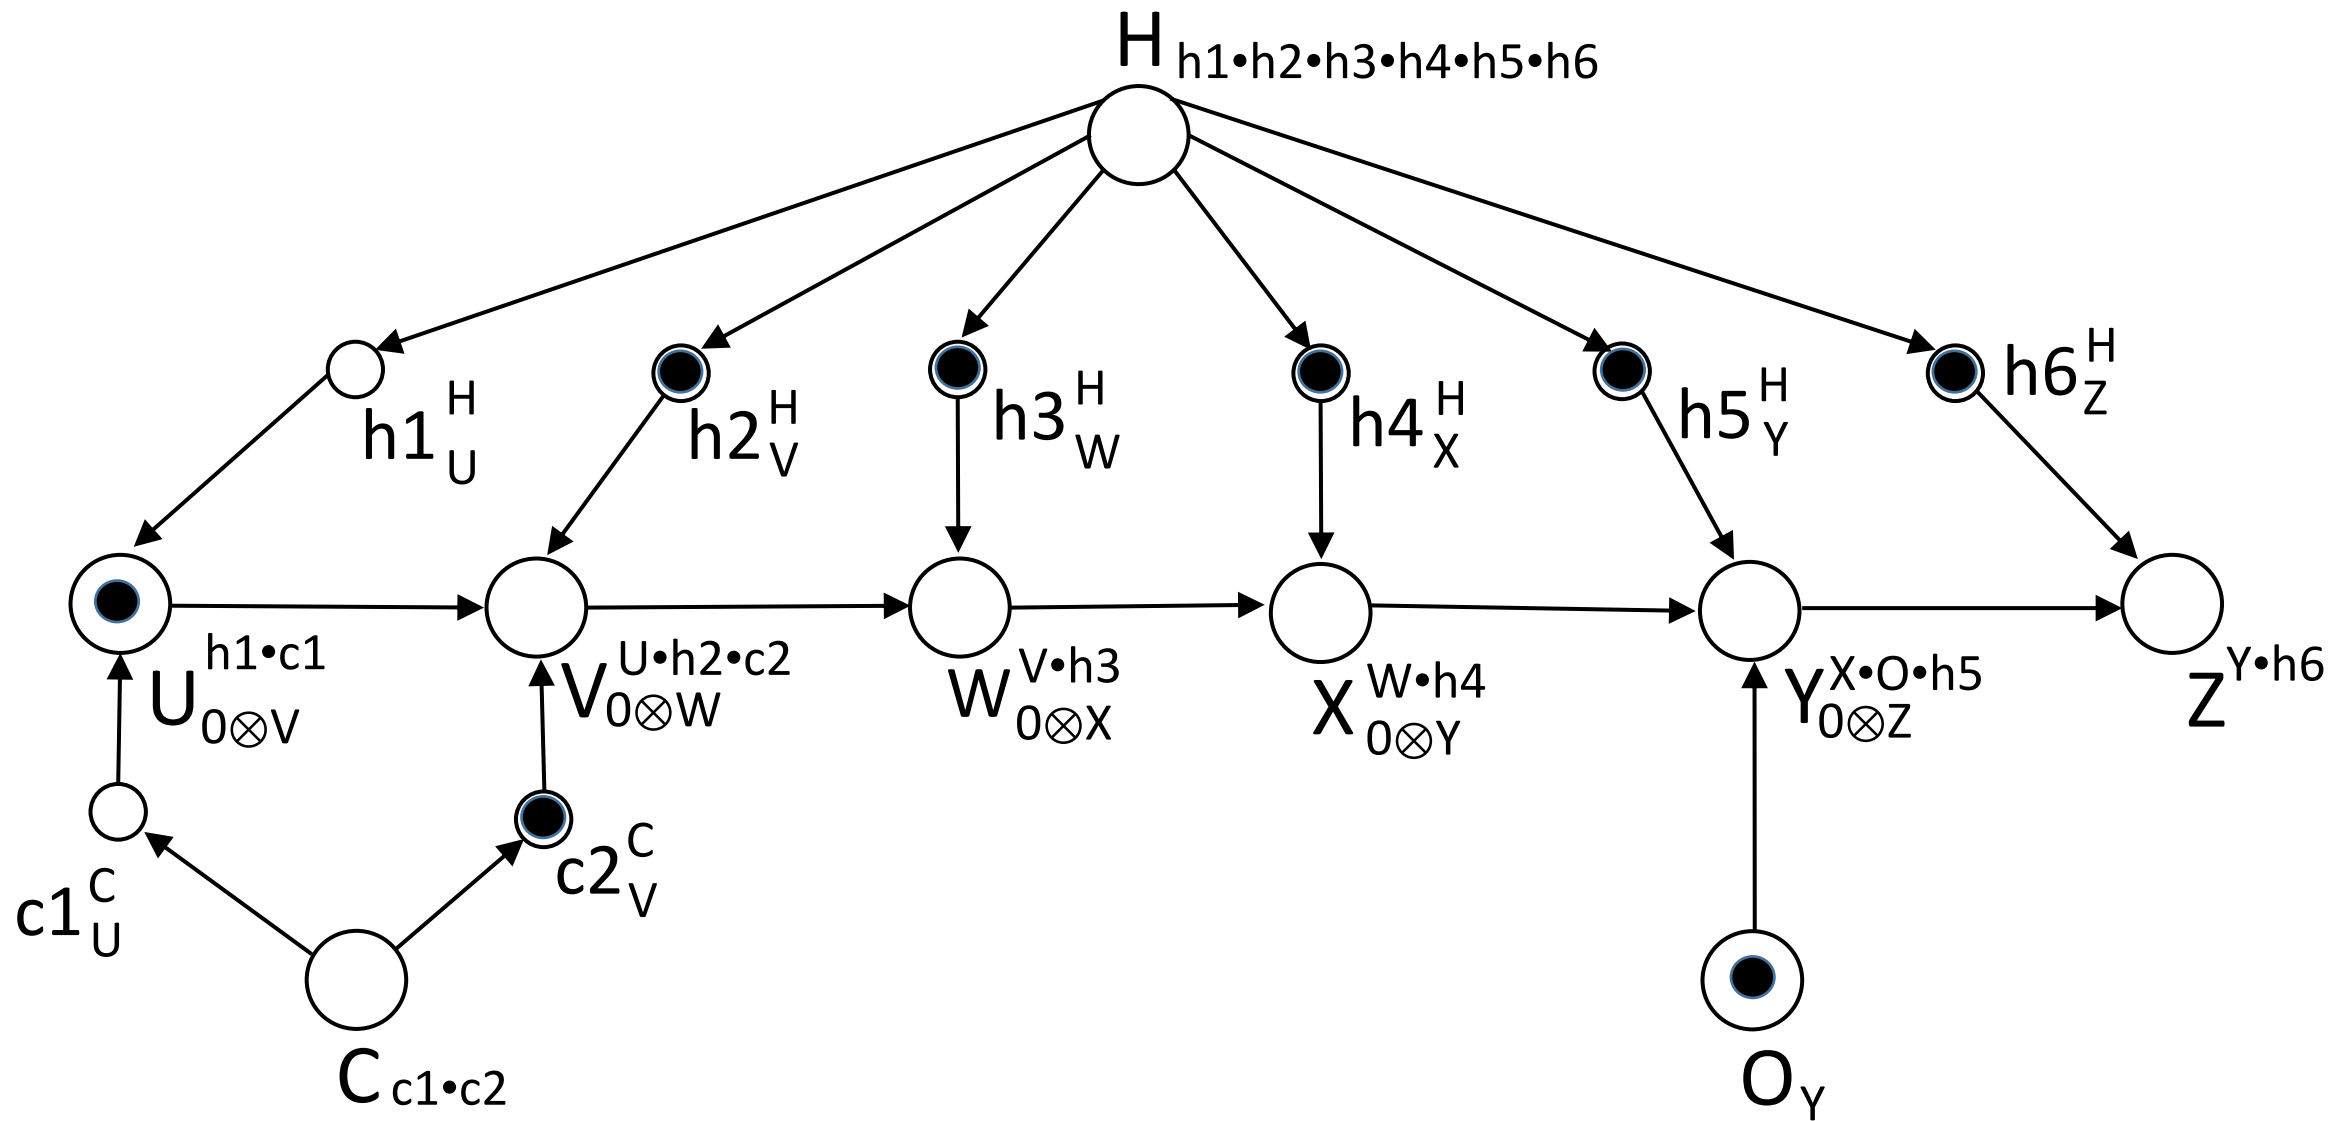 H h1•h2•h3•h4•h5•h6
h1 H U
h2 H V
h3 H W
h4 H X
h5 H Y
h6 H Z
U h1•c1 0⊗V
V U•h2•c2 0⊗W
W V•h3 0⊗X
X W•h4 0⊗Y
Y X•O•h5 0⊗Z
Z Y•h6
c1 C U
c2 C V
C c1•c2
O Y